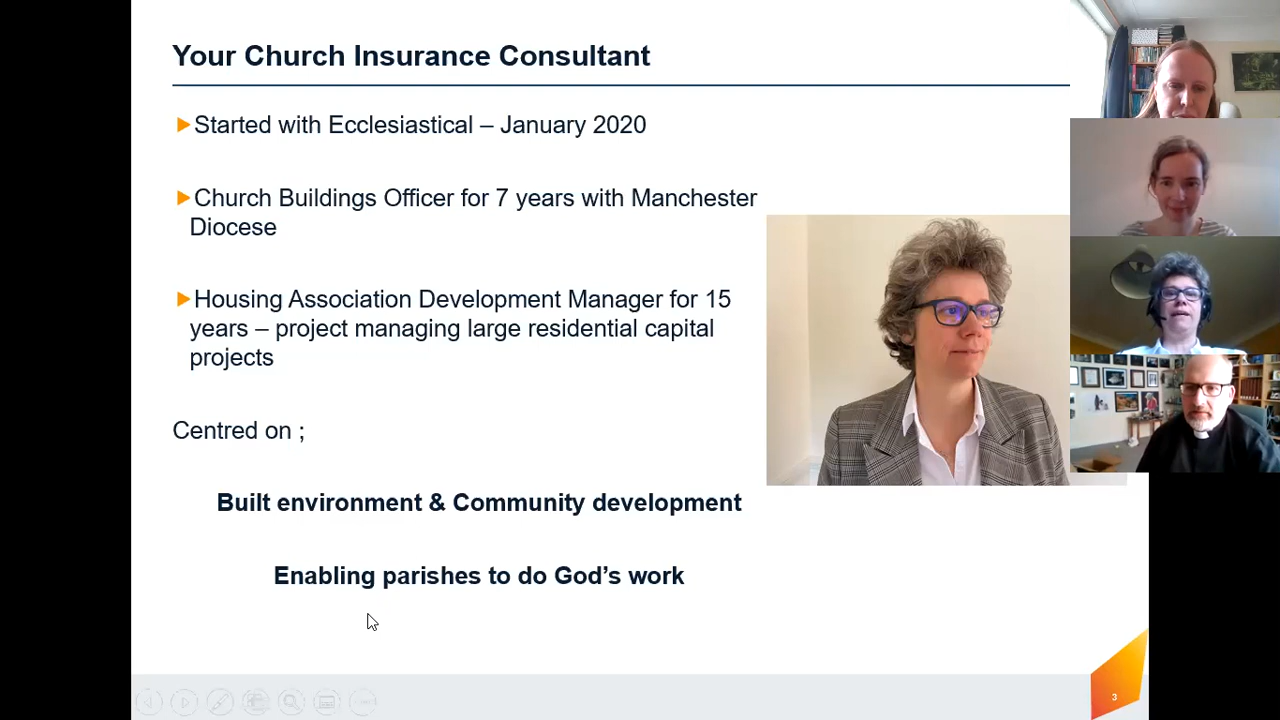 Your Church Insurance Consultant
Started with Ecclesiastical – January 2020
Church Buildings Officer for 7 years with Manchester
Diocese
Housing Association Development Manager for 15
years – project managing large residential capital
projects
Centred on ;
Built environment & Community development
Enabling parishes to do God’s work
3